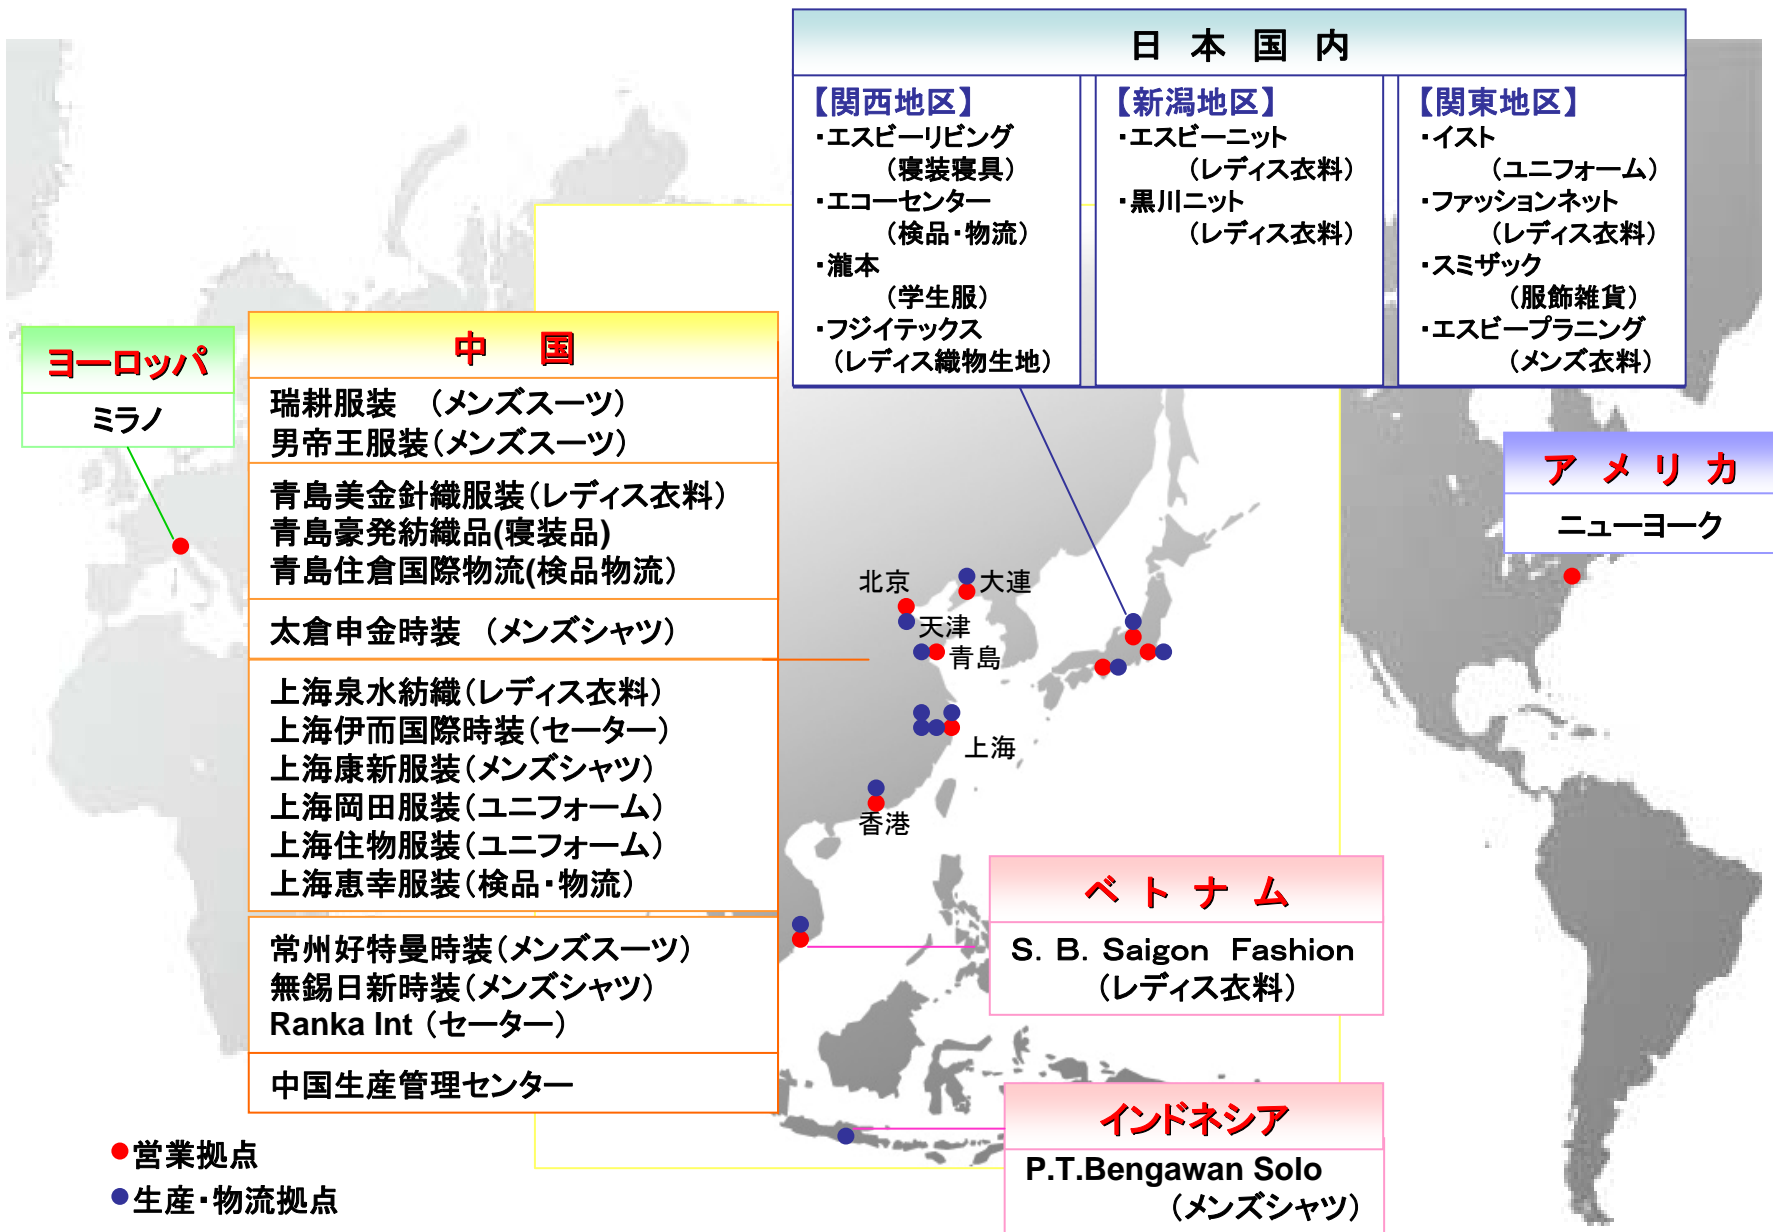 日本国内
【関西地区】
・エスビーリビング
（寝装寝具）
・エコーセンター
（検品・物流）
・瀧本
（学生服）
・フジイテックス
（レディス織物生地）
【新潟地区】
・エスビーニット
（レディス衣料）
・黒川ニット
（レディス衣料）
【関東地区】
・イスト
（ユニフォーム）
・ファッションネット
（レディス衣料）
・スミザック
（服飾雑貨）
・エスビープラニング
（メンズ衣料）
ヨーロッパ
ミラノ
中国
瑞耕服装　（メンズスーツ）
男帝王服装（メンズスーツ）
青島美金針織服装（レディス衣料）
青島豪発紡織品(寝装品)
青島住倉国際物流(検品物流）
太倉申金時装　（メンズシャツ）
上海泉水紡織（レディス衣料）
上海伊而国際時装（セーター）
上海康新服装（メンズシャツ）
上海岡田服装（ユニフォーム）
上海住物服装（ユニフォーム）
上海恵幸服装（検品・物流）
常州好特曼時装（メンズスーツ）
無錫日新時装（メンズシャツ）
Ranka Int（セーター）
中国生産管理センター
アメリカ
ニューヨーク
北京
大連
天津
青島
上海
香港
ベトナム
S. B. Saigon Fashion
（レディス衣料）
インドネシア
P.T.Bengawan Solo
（メンズシャツ）
●営業拠点
●生産・物流拠点